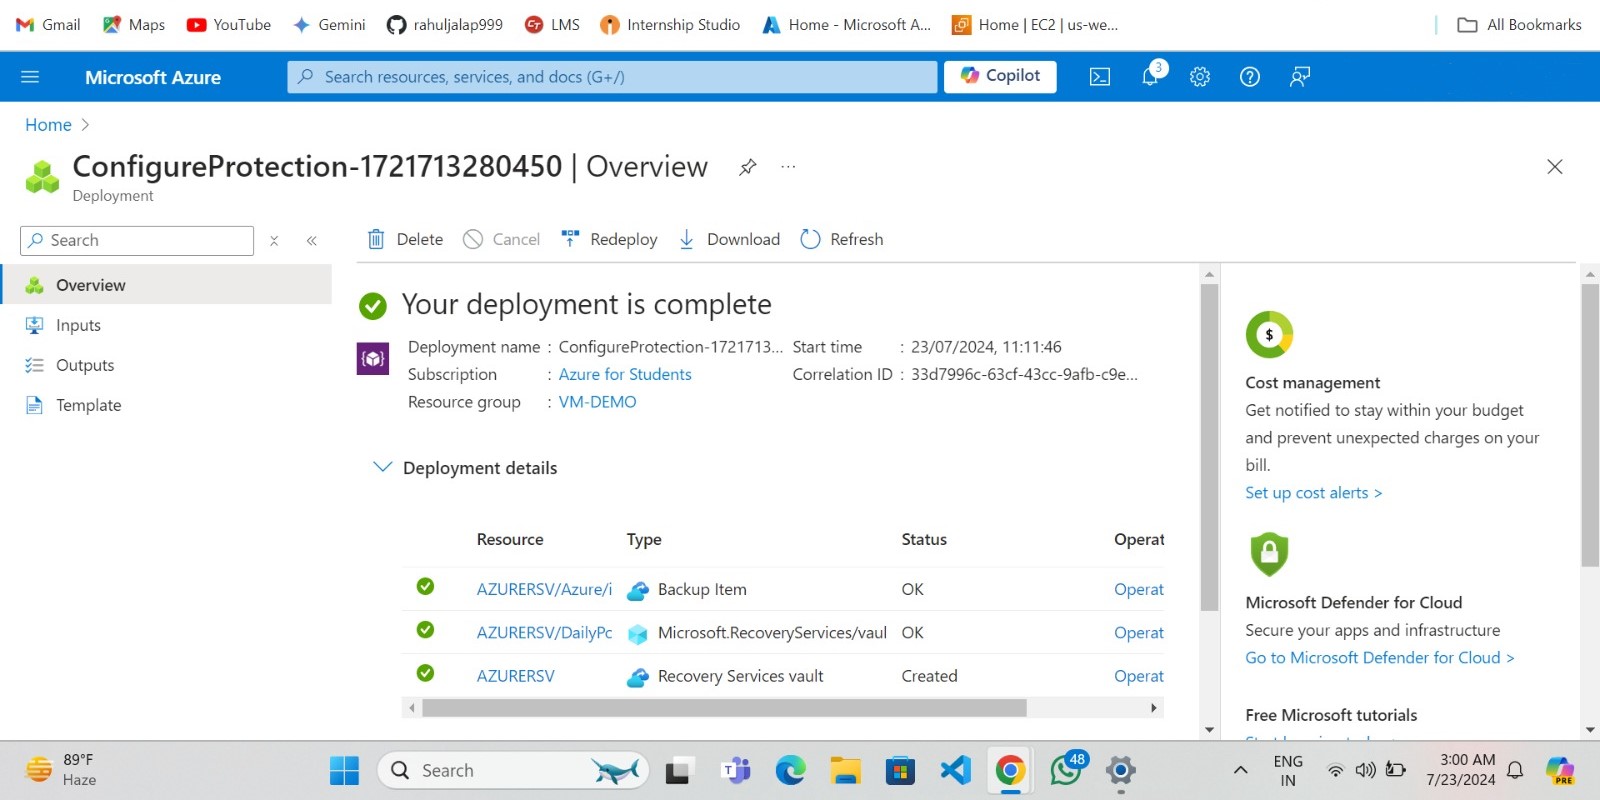 Gmail
Maps
YouTube
Gemini
rahuljalap999
LMS
Internship Studio
Home - Microsoft A...
Home | EC2 | us-we...
All Bookmarks
Microsoft Azure
Search resources, services, and docs (G+/)
Copilot
3
Home
ConfigureProtection-1721713280450 | Overview
Deployment
Search
Overview
Inputs
Outputs
Template
Delete
Cancel
Redeploy
Download
Refresh
Your deployment is complete
Deployment name : ConfigureProtection-1721713...
Subscription : Azure for Students
Resource group : VM-DEMO
Start time : 23/07/2024, 11:11:46
Correlation ID : 33d7996c-63cf-43cc-9afb-c9e...
Deployment details
Resource Type Status Operat
AZURERSV/Azure/i Backup Item OK Operat
AZURERSV/DailyPc Microsoft.RecoveryServices/vaul OK Operat
AZURERSV Recovery Services vault Created Operat
$
Cost management
Get notified to stay within your budget
and prevent unexpected charges on your
bill.
Set up cost alerts >
Microsoft Defender for Cloud
Secure your apps and infrastructure
Go to Microsoft Defender for Cloud >
Free Microsoft tutorials
89°F
Haze
Search
48
ENG
IN
3:00 AM
7/23/2024
PRE